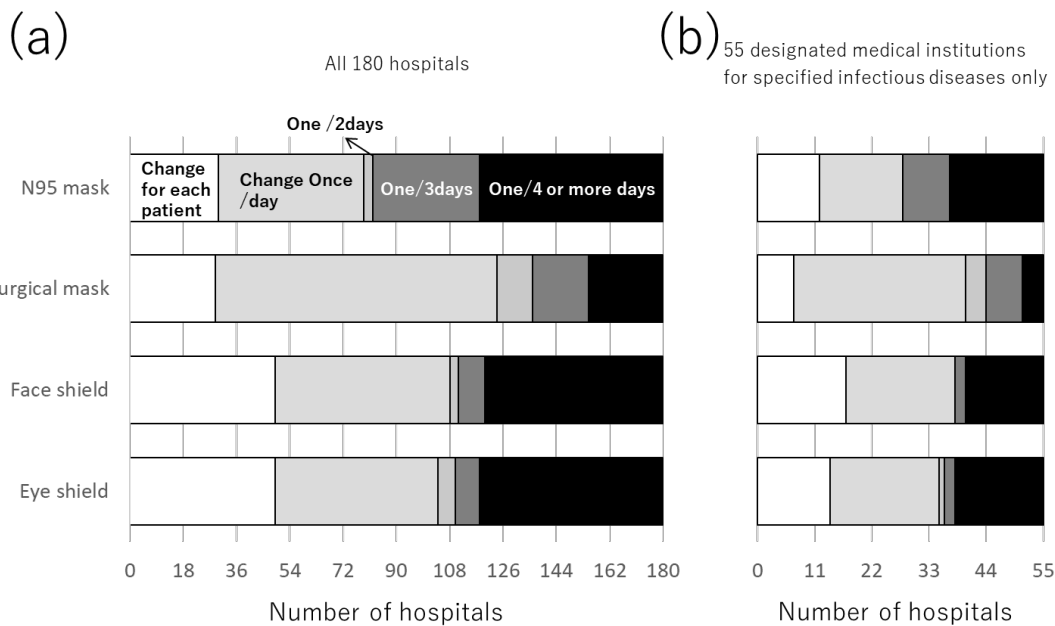 (a)
All 180 hospitals
(b)
55 designated medical institutions
for specified infectious diseases only
One /2days
N95 mask
Change
for each
patient
Change Once
/day
One/3days
One/4 or more days
urgical mask
Face shield
Eye shield
0 18 36 54 72 90 108 126 144 162 180
0 11 22 33 44 55
Number of hospitals
Number of hospitals